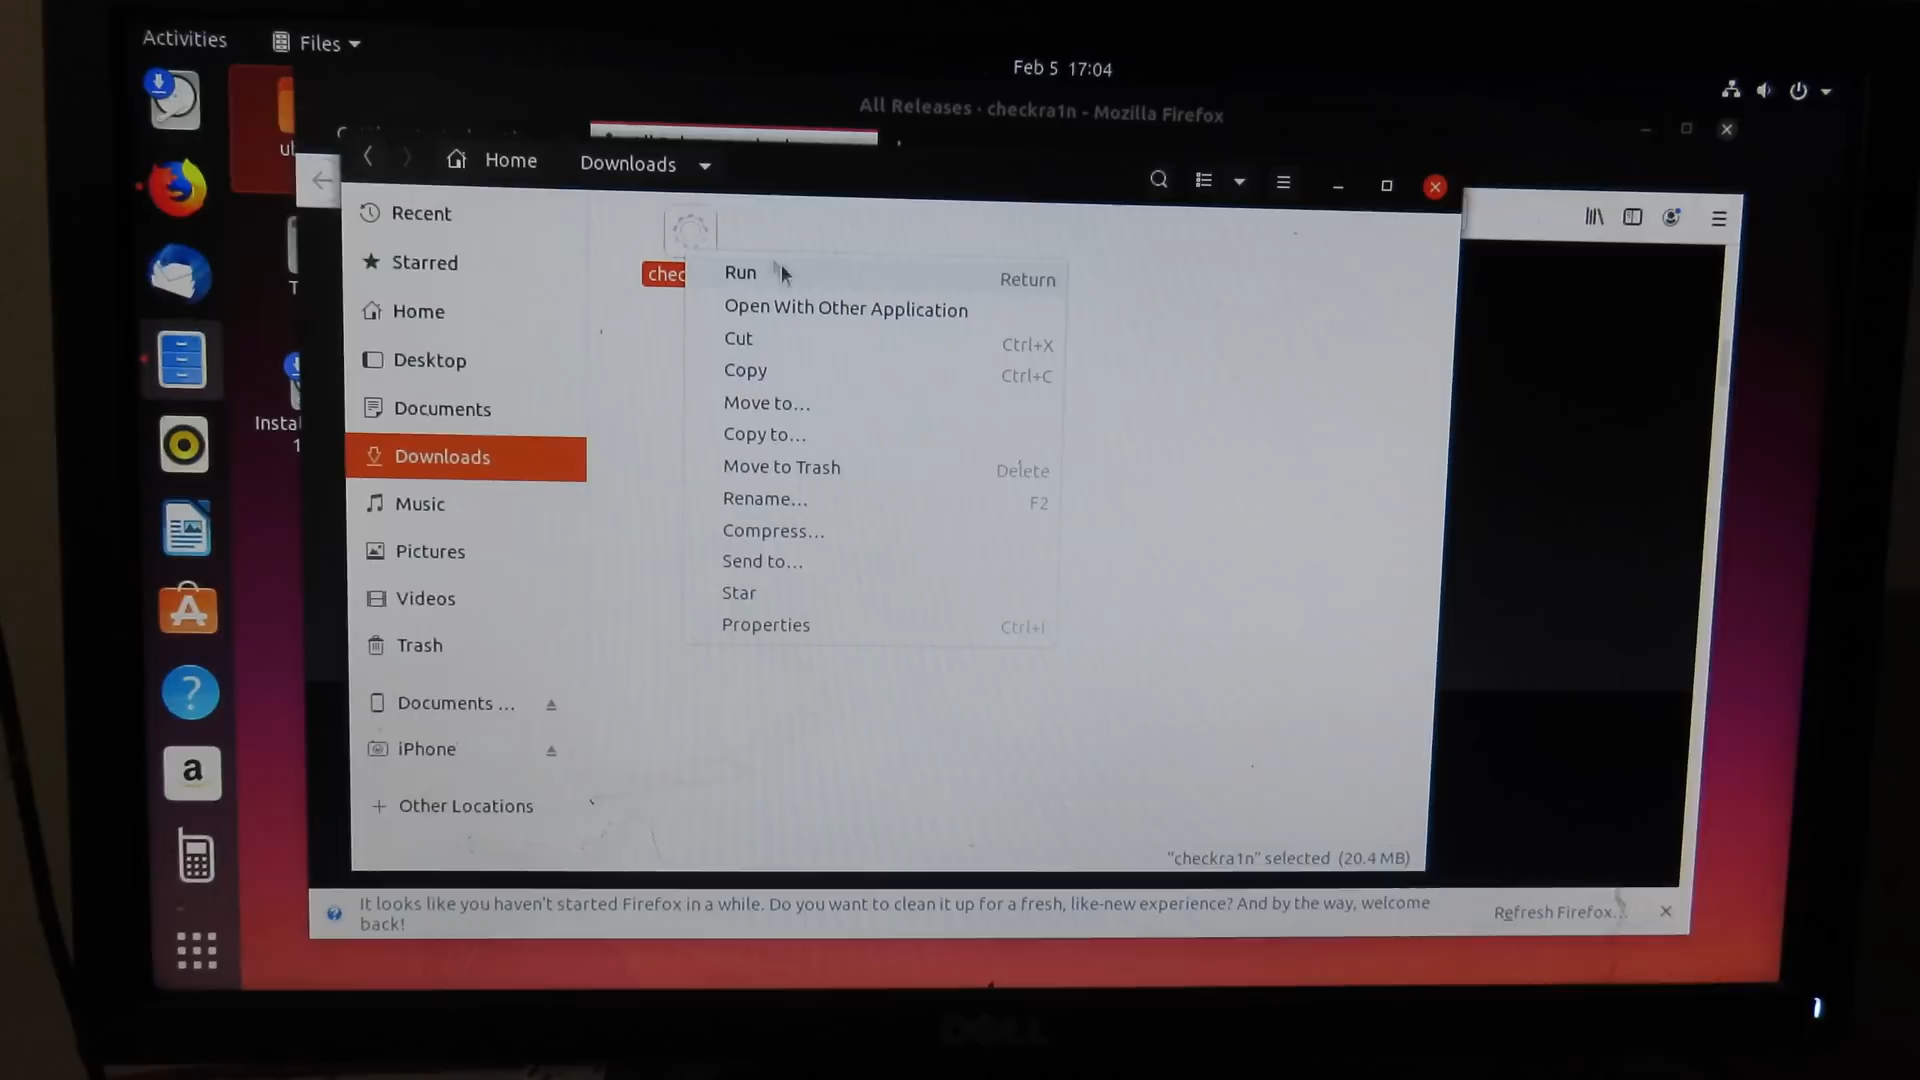 Activities
Files
Feb 5 17:04
All Releases · checkra1n - Mozilla Firefox
Home
Downloads
Recent
Starred
Home
Desktop
Documents
Downloads
Music
Pictures
Videos
Trash
Documents ...
iPhone
+ Other Locations
chec
Run Return
Open With Other Application
Cut Ctrl+X
Copy Ctrl+C
Move to...
Copy to...
Move to Trash Delete
Rename... F2
Compress...
Send to...
Star
Properties Ctrl+I
"checkra1n" selected (20.4 MB)
ul
T
Insta
1
a
It looks like you haven't started Firefox in a while. Do you want to clean it up for a fresh, like-new experience? And by the way, welcome
back!
Refresh Firefox...
DELL